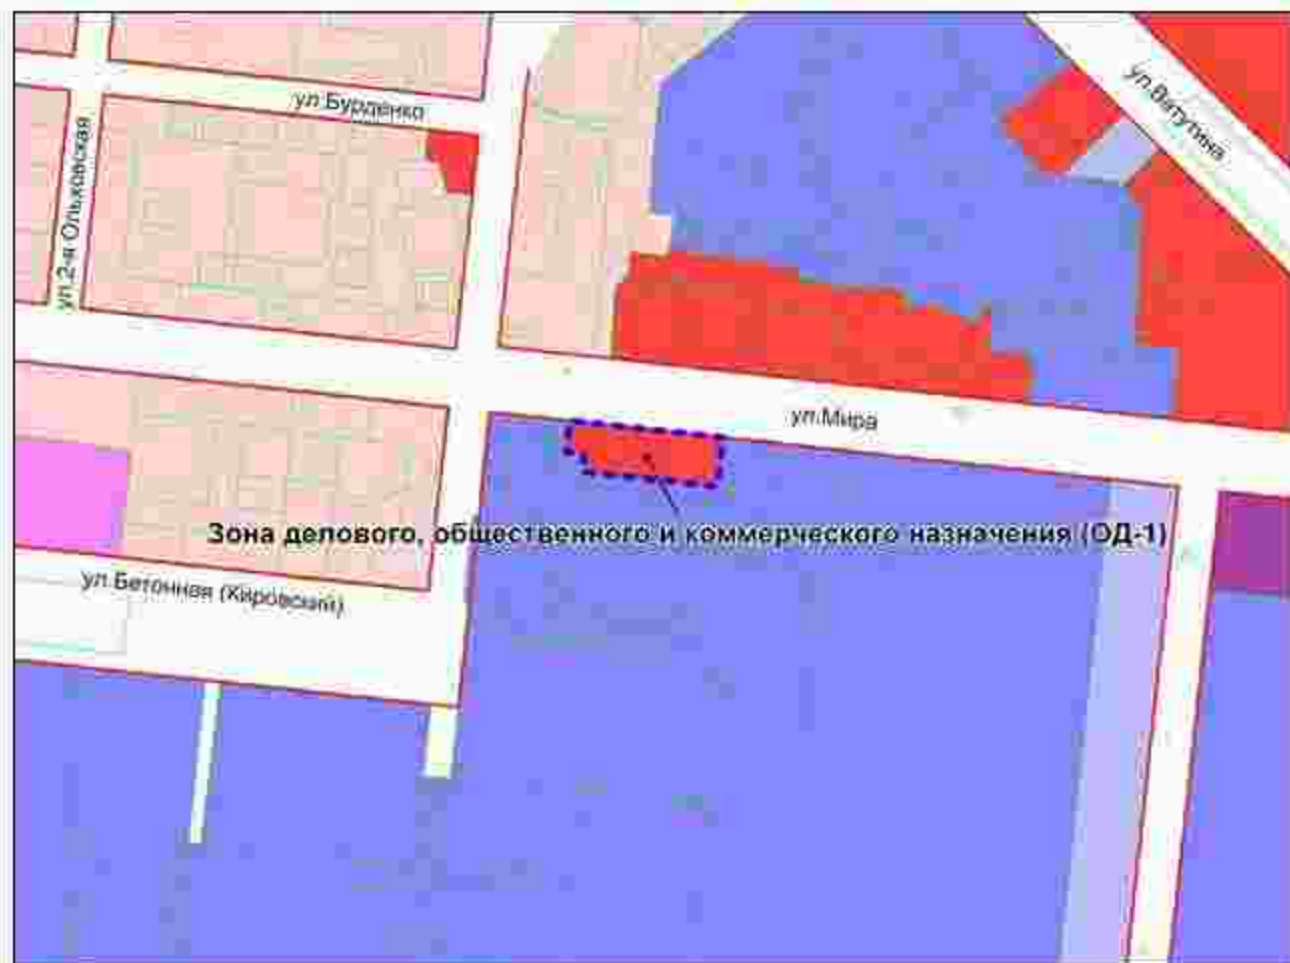 ул.Бурденко
ул.Ватутина
ул.2-я Ольховская
ул.Мира
Зона делового, общественного и коммерческого назначения (ОД-1)
ул.Бетонная (Кировский)